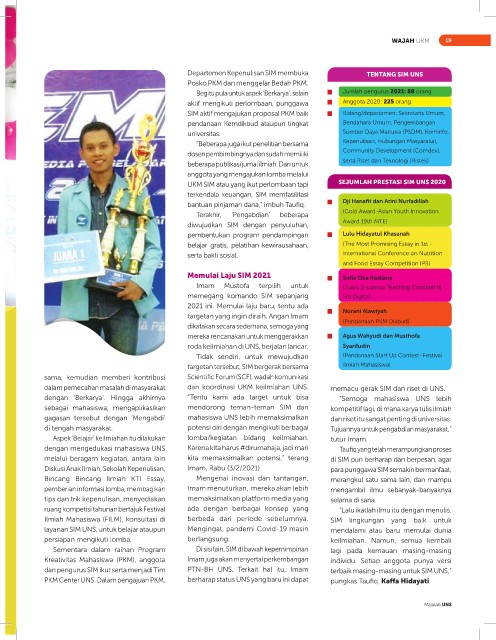 WAJAH UKM 19
JUARA 1
sama, kemudian memberi kontribusi
dalam pemecahan masalah di masyarakat
dengan 'Berkarya'. Hingga akhirnya
sebagai mahasiswa, mengaplikasikan
gagasan tersebut dengan 'Mengabdi'
di tengah masyarakat.
Aspek 'Belajar' keilmiahan itu dilakukan
dengan mengedukasi mahasiswa UNS
melalui beragam kegiatan, antara lain
Diskusi Anak Ilmiah, Sekolah Kepenulisan,
Bincang Bincang Ilmiah KTI Essay,
pemberian informasi lomba, membagikan
tips dan trik kepenulisan, menyediakan
ruang kompetisi tahunan bertajuk Festival
Ilmiah Mahasiswa (FILM), konsultasi di
layanan SIM UNS, untuk belajar ataupun
persiapan mengikuti lomba.
Sementara dalam raihan Program
Kreativitas Mahasiswa (PKM), anggota
dan pengurus SIM ikut serta menjadi Tim
PKM Center UNS. Dalam pengajuan PKM,
Departemen Kepenulisan SIM membuka
Posko PKM dan menggelar Bedah PKM.
Begitu pula untuk aspek 'Berkarya', selain
aktif mengikuti perlombaan, punggawa
SIM aktif mengajukan proposal PKM baik
pendanaan Kemdikbud ataupun tingkat
universitas.
"Beberapa juga ikut penelitian bersama
dosen pembimbingnya dan sudah memiliki
beberapa publikasi jurnal ilmiah. Dan untuk
anggota yang mengajukan lomba melalui
UKM SIM atau yang ikut perlombaan tapi
terkendala keuangan, SIM memfasilitasi
bantuan pinjaman dana," imbuh Taufiq.
Terakhir, 'Pengabdian' beberapa
diwujudkan SIM dengan penyuluhan,
pembentukan program pendampingan
belajar gratis, pelatihan kewirausahaan,
serta bakti sosial.
Memulai Laju SIM 2021
Imam Mustofa terpilih untuk
memegang komando SIM sepanjang
2021 ini. Memulai laju baru, tentu ada
targetan yang ingin diraih. Angan Imam
dikatakan secara sederhana, semoga yang
mereka rencanakan untuk menggerakkan
roda keilmiahan di UNS, berjalan lancar.
Tidak sendiri, untuk mewujudkan
targetan tersebut, SIM bergerak bersama
Scientific Forum (SCF), wadah komunikasi
dan koordinasi UKM keilmiahan UNS.
"Tentu kami ada target untuk bisa
mendorong teman-teman SIM dan
mahasiswa UNS lebih memaksimalkan
potensi diri dengan mengikuti berbagai
lomba/kegiatan bidang keilmiahan.
Karena kita harus #dirumahaja, jadi mari
kita memaksimalkan potensi," terang
Imam, Rabu (3/2/2021).
Mengenai inovasi dan tantangan,
Imam menuturkan, mereka akan lebih
memaksimalkan platform media yang
ada dengan berbagai konsep yang
berbeda dari periode sebelumnya.
Mengingat, pandemi Covid-19 masih
berlangsung.
Di sisi lain, SIM di bawah kepemimpinan
Imam juga akan menyertai perkembangan
PTN-BH UNS. Terkait hal itu, Imam
berharap status UNS yang baru ini dapat
TENTANG SIM UNS
Jumlah pengurus 2021: 88 orang
Anggota 2020: 225 orang
Bidang/departemen: Sekretaris Umum,
Bendahara Umum, Pengembangan
Sumber Daya Manusia (PSDM), Kominfo,
Kepenulisan, Hubungan Masyarakat,
Community Development (Comdev),
serta Riset dan Teknologi (Ristek)
SEJUMLAH PRESTASI SIM UNS 2020
Dji Hanafit dan Arini Nurfadillah
(Gold Award-Asian Youth Innovation
Award 19th MTE)
Lulu Hidayatul Khasanah
(The Most Promising Essay in 1st -
International Conference on Nutrition
and Food Essay Competition IPB)
Nurani Alawiyah
(Pendanaan PKM Dikbud)
Agus Wahyudi dan Musthofa
Syarifudin
(Pendanaan Start Up Contest -Festival
Ilmiah Mahasiswa)
memacu gerak SIM dan riset di UNS.
"Semoga mahasiswa UNS lebih
kompetitif lagi, di mana karya tulis ilmiah
dan riset itu sangat penting di universitas.
Tujuannya untuk pengabdian masyarakat,"
tutur Imam.
Taufiq yang telah merampungkan proses
di SIM pun berharap dan berpesan, agar
para punggawa SIM semakin bermanfaat,
merangkul satu sama lain, dan mampu
mengambil ilmu sebanyak-banyaknya
selama di sana.
"Lalu ikatlah ilmu itu dengan menulis.
SIM lingkungan yang baik untuk
mendalami atau baru memulai dunia
keilmiahan. Namun, semua kembali
lagi pada kemauan masing-masing
individu. Setiap anggota punya versi
terbaik masing-masing untuk SIM UNS,"
pungkas Taufiq. Kaffa Hidayati
Majalah UNS